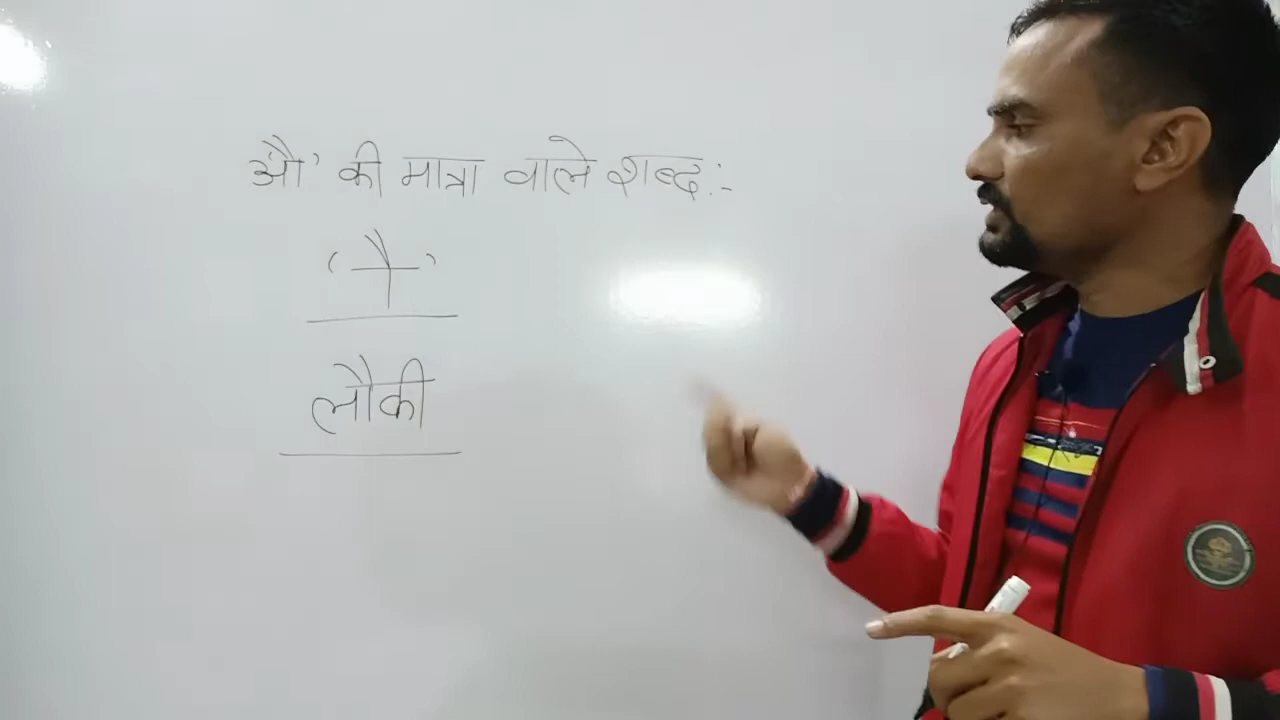 'औ' की मात्रा वाले शब्द :-
( ौ )
लौकी